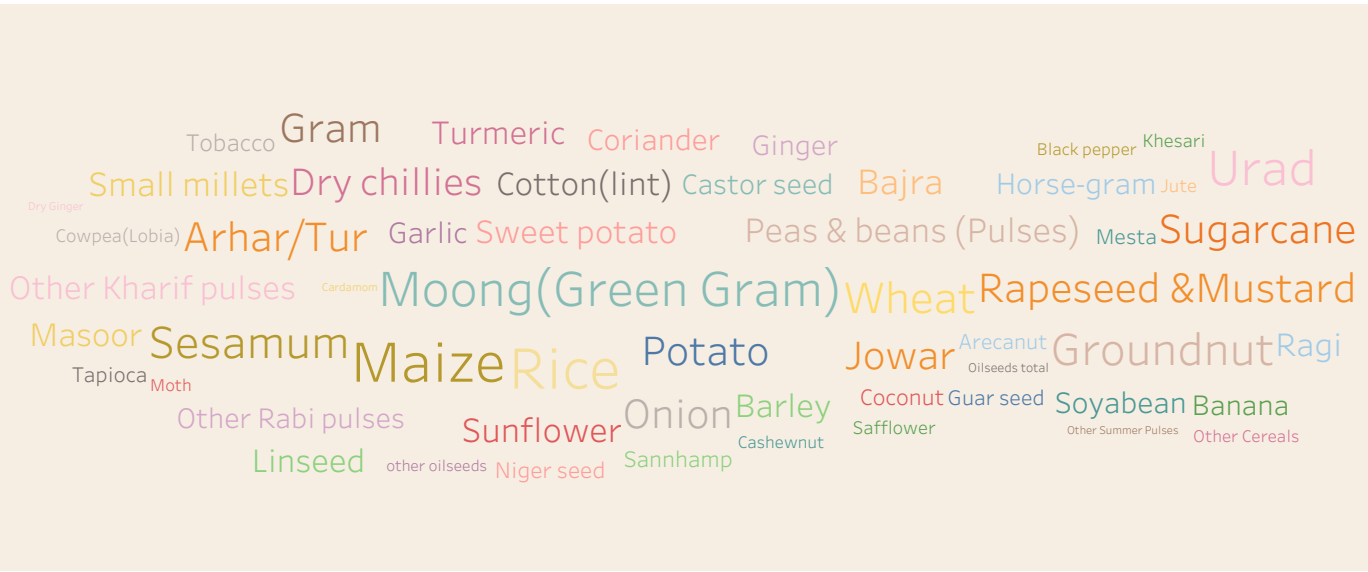 Tobacco Gram Turmeric Coriander Ginger Black pepper Khesari
Small millets Dry chillies Cotton(lint) Castor seed Bajra Horse-gram Jute Urad
Dry Ginger
Cowpea(Lobia) Arhar/Tur Garlic Sweet potato Peas & beans (Pulses) Mesta Sugarcane
Other Kharif pulses Cardamom Moong(Green Gram) Wheat Rapeseed &Mustard
Masoor Sesamum Maize Rice Potato Jowar Arecanut Groundnut Ragi
Oilseeds total
Tapioca Moth
Other Rabi pulses Sunflower Onion Barley Coconut Guar seed Soyabean Banana
Cashewnut Safflower Other Summer Pulses Other Cereals
Linseed other oilseeds Niger seed Sannhamp